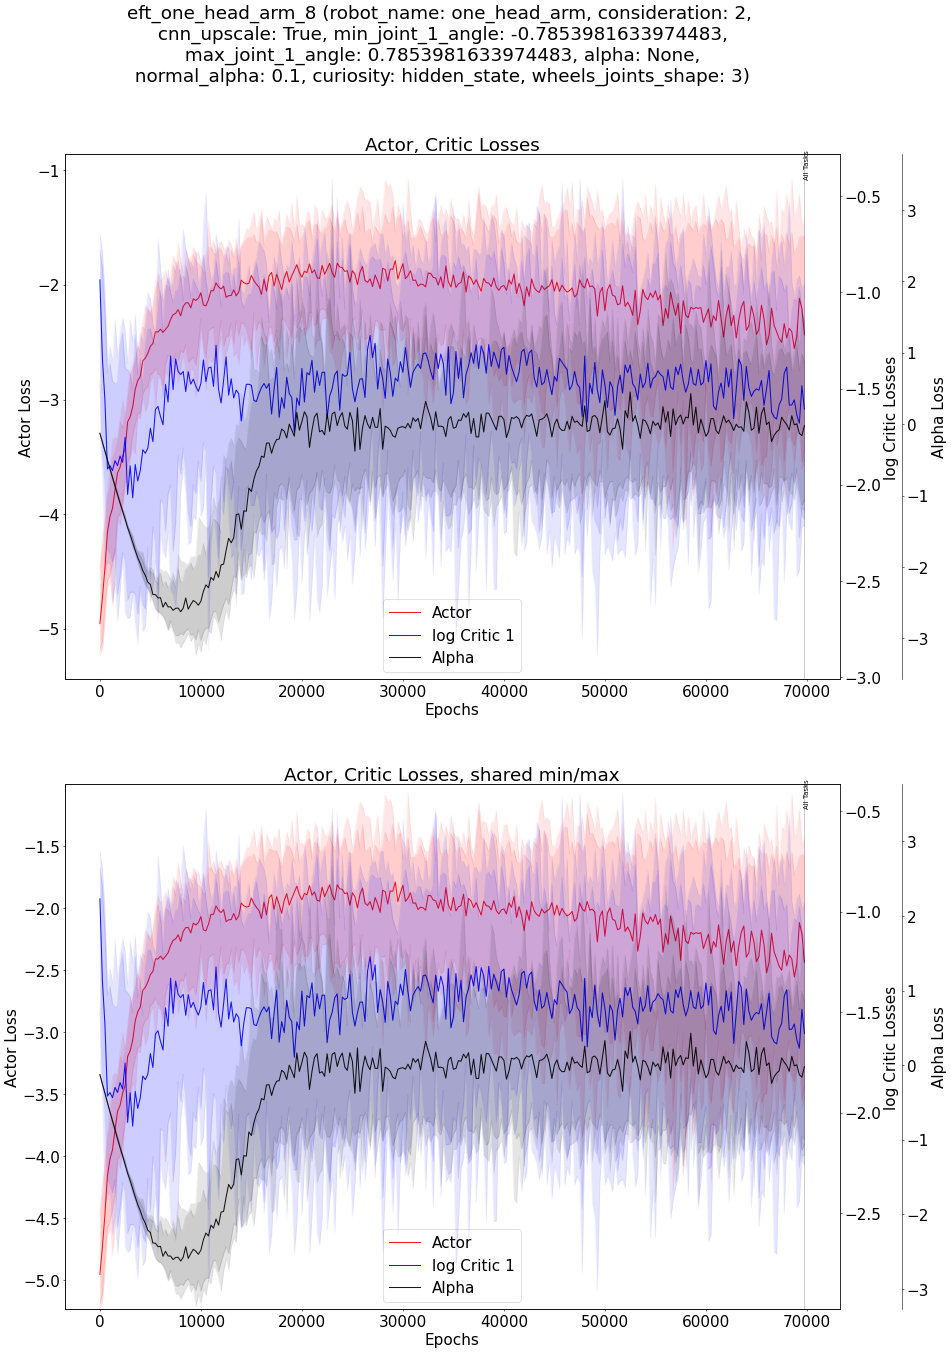 eft_one_head_arm_8 (robot_name: one_head_arm, consideration: 2,
cnn_upscale: True, min_joint_1_angle: -0.7853981633974483,
max_joint_1_angle: 0.7853981633974483, alpha: None,
normal_alpha: 0.1, curiosity: hidden_state, wheels_joints_shape: 3)
Actor, Critic Losses
All Tasks
−1
−2
−3
−4
−5
Actor Loss
−0.5
−1.0
−1.5
−2.0
−2.5
−3.0
log Critic Losses
3
2
1
0
−1
−2
−3
Alpha Loss
Actor
log Critic 1
Alpha
0
10000
20000
30000
40000
50000
60000
70000
Epochs
Actor, Critic Losses, shared min/max
All Tasks
−1.5
−2.0
−2.5
−3.0
−3.5
−4.0
−4.5
−5.0
Actor Loss
−0.5
−1.0
−1.5
−2.0
−2.5
log Critic Losses
3
2
1
0
−1
−2
−3
Alpha Loss
Actor
log Critic 1
Alpha
0
10000
20000
30000
40000
50000
60000
70000
Epochs